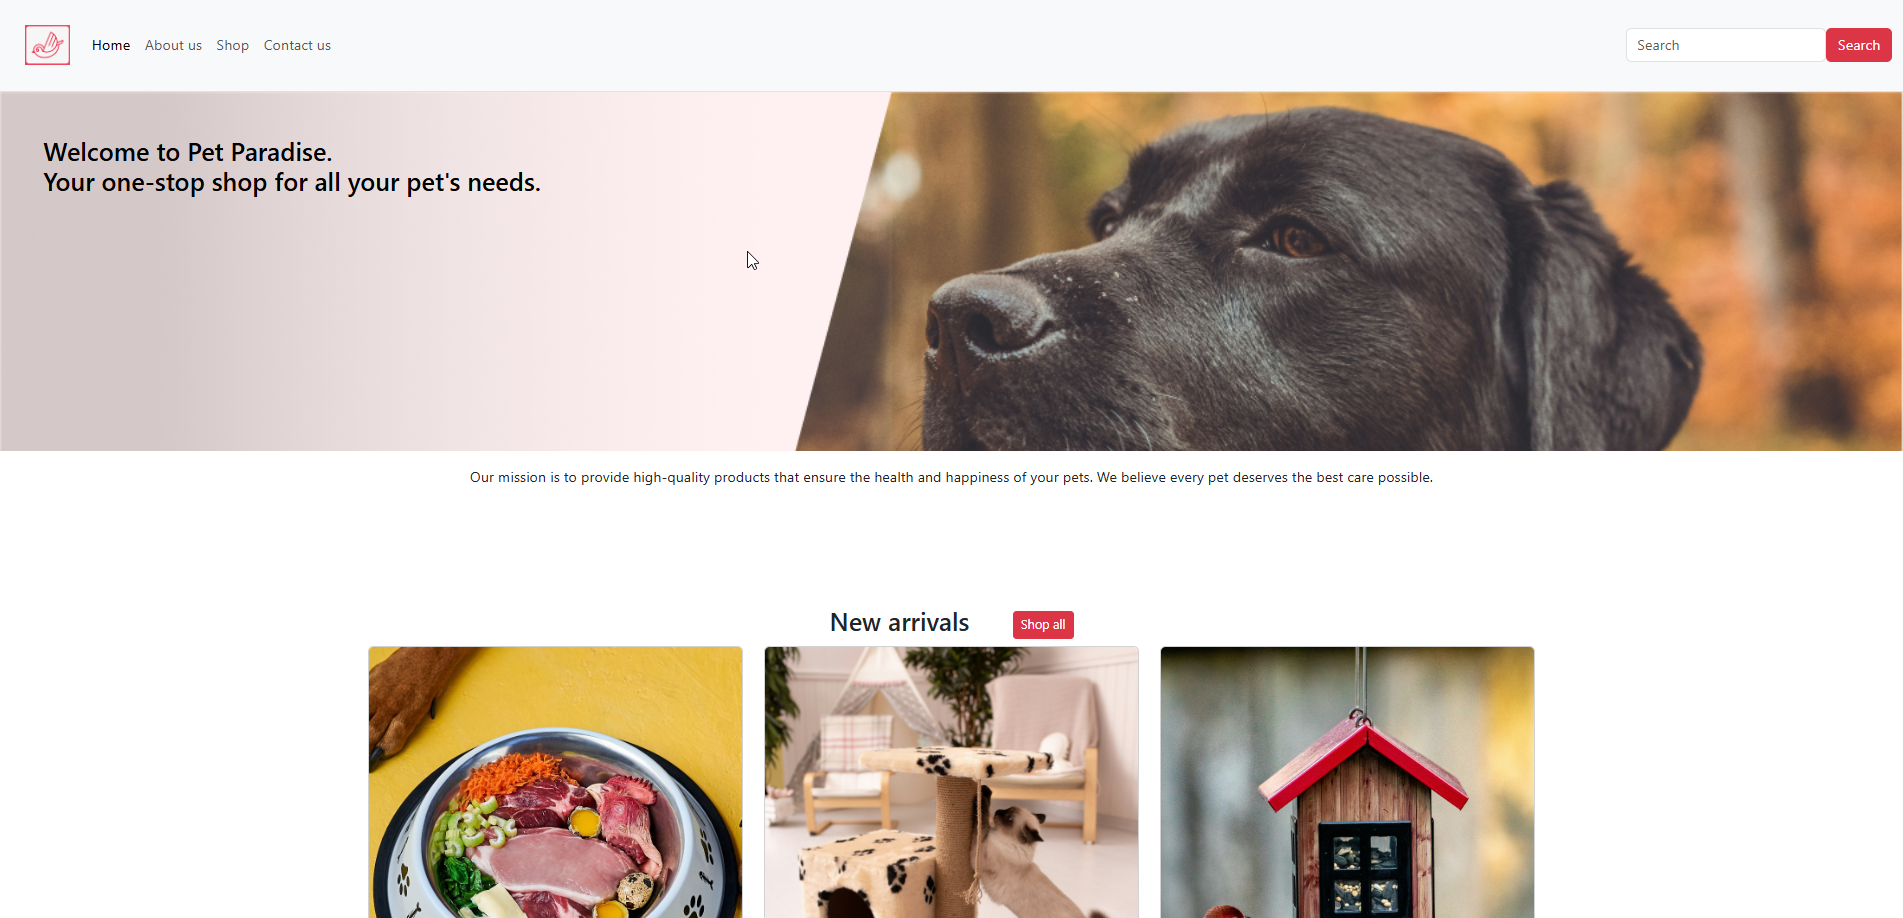 Home About us Shop Contact us Search Search
Welcome to Pet Paradise.
Your one-stop shop for all your pet's needs.
Our mission is to provide high-quality products that ensure the health and happiness of your pets. We believe every pet deserves the best care possible.
New arrivals Shop all